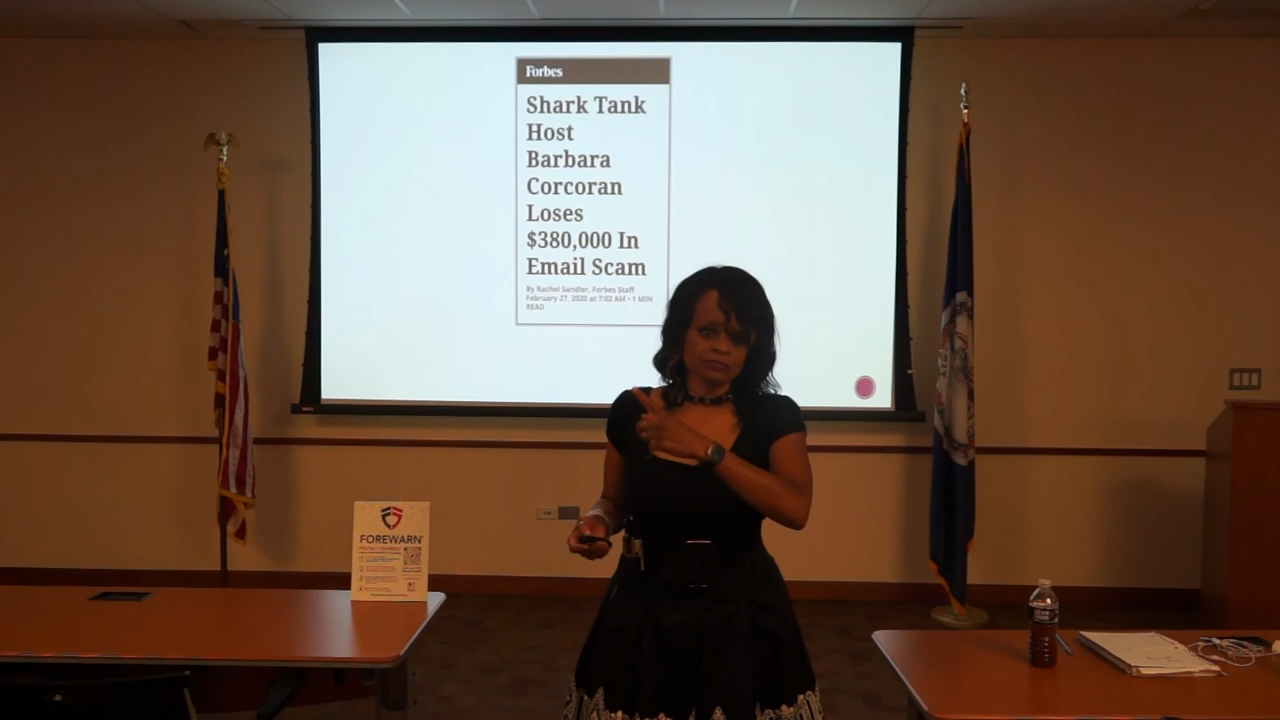 Forbes
Shark Tank
Host
Barbara
Corcoran
Loses
$380,000 In
Email Scam
By Rachel Sandler, Forbes Staff
February 27, 2020 at 7:02 AM • 1 MIN
READ
FOREWARN